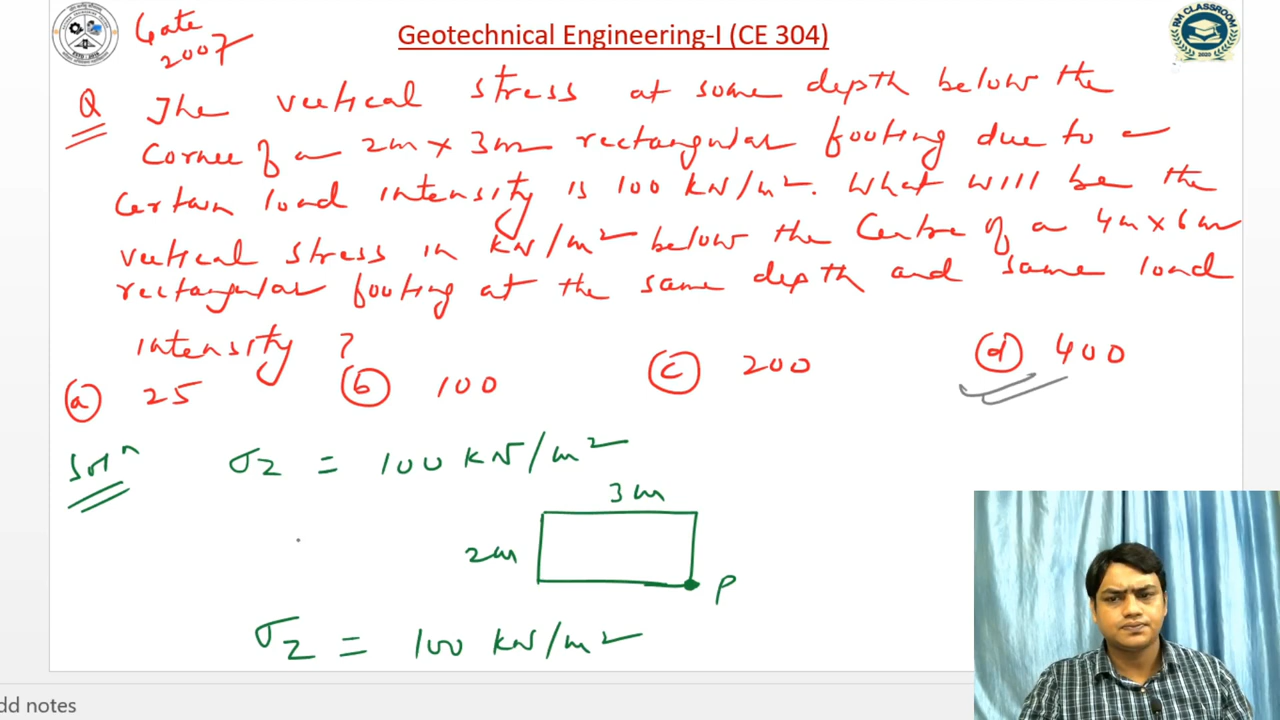 Gate
2007
Geotechnical Engineering-I (CE 304)
RM CLASSROOM
Q The vertical stress at some depth below the
corner of a 2m x 3m rectangular footing due to a
certain load intensity is 100 kN/m². What will be the
vertical stress in kN/m² below the centre of a 4m x 6m
rectangular footing at the same depth and same load
intensity ?
(a) 25 (b) 100 (c) 200 (d) 400
Solⁿ σz = 100 kN/m²
3m
2m
P
σz = 100 kN/m²
dd notes